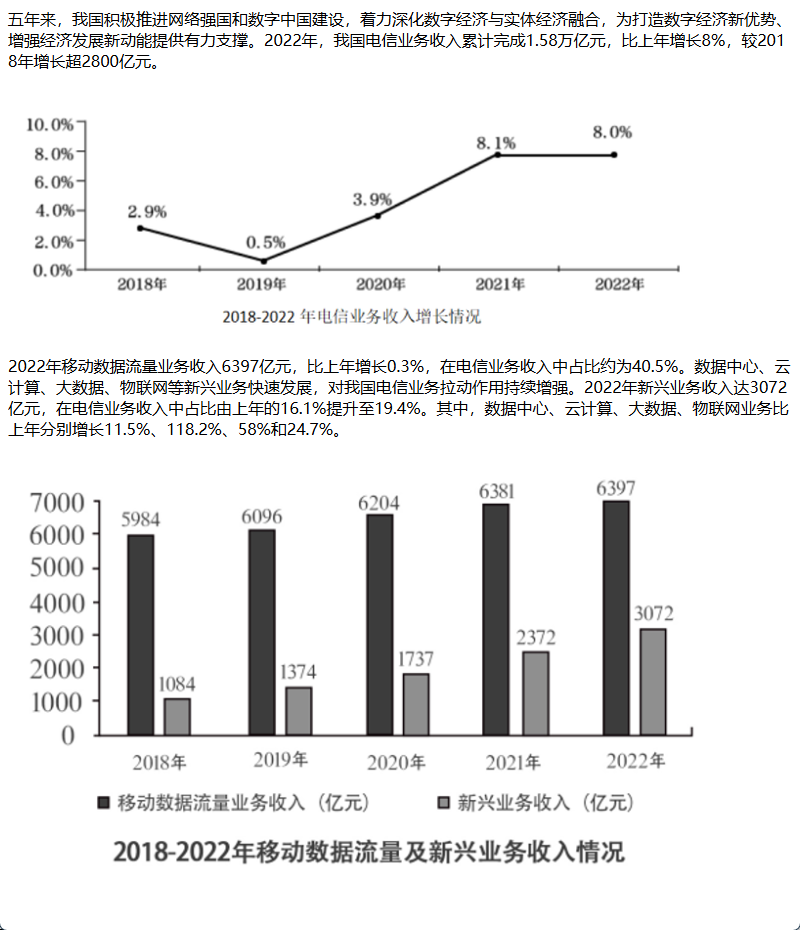 五年来，我国积极推进网络强国和数字中国建设，着力深化数字经济与实体经济融合，为打造数字经济新优势、
增强经济发展新动能提供有力支撑。2022年，我国电信业务收入累计完成1.58万亿元，比上年增长8%，较201
8年增长超2800亿元。
10.0%
8.0%
6.0%
4.0%
2.0%
0.0%
2.9%
0.5%
3.9%
8.1%
8.0%
2018年 2019年 2020年 2021年 2022年
2018-2022 年电信业务收入增长情况
2022年移动数据流量业务收入6397亿元，比上年增长0.3%，在电信业务收入中占比约为40.5%。数据中心、云
计算、大数据、物联网等新兴业务快速发展，对我国电信业务拉动作用持续增强。2022年新兴业务收入达3072
亿元，在电信业务收入中占比由上年的16.1%提升至19.4%。其中，数据中心、云计算、大数据、物联网业务比
上年分别增长11.5%、118.2%、58%和24.7%。
7000
6000
5000
4000
3000
2000
1000
0
5984 1084
6096 1374
6204 1737
6381 2372
6397 3072
2018年 2019年 2020年 2021年 2022年
移动数据流量业务收入（亿元） 新兴业务收入（亿元）
2018-2022年移动数据流量及新兴业务收入情况